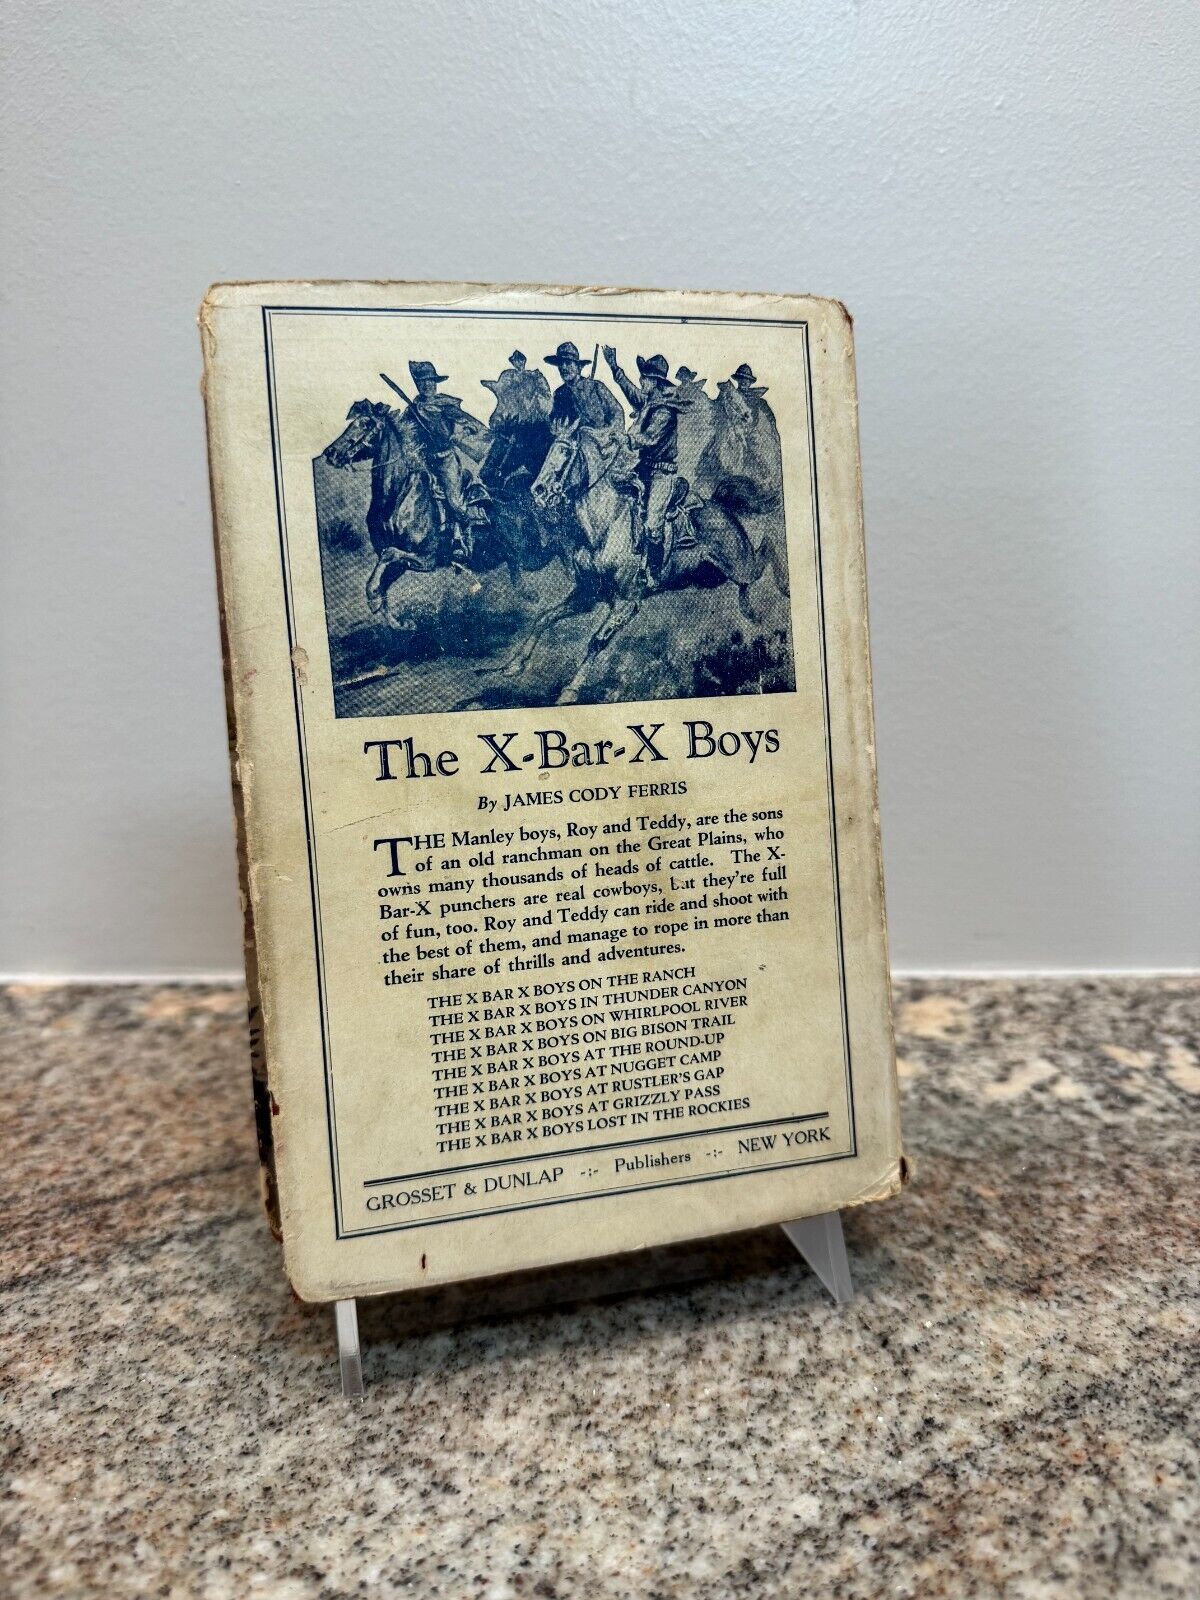 The X-Bar-X Boys
By JAMES CODY FERRIS
THE Manley boys, Roy and Teddy, are the sons
of an old ranchman on the Great Plains, who
owns many thousands of heads of cattle. The X-
Bar-X punchers are real cowboys, but they're full
of fun, too. Roy and Teddy can ride and shoot with
the best of them, and manage to rope in more than
their share of thrills and adventures.
THE X BAR X BOYS ON THE RANCH
THE X BAR X BOYS IN THUNDER CANYON
THE X BAR X BOYS ON WHIRLPOOL RIVER
THE X BAR X BOYS ON BIG BISON TRAIL
THE X BAR X BOYS AT THE ROUND-UP
THE X BAR X BOYS AT NUGGET CAMP
THE X BAR X BOYS AT RUSTLER'S GAP
THE X BAR X BOYS AT GRIZZLY PASS
THE X BAR X BOYS LOST IN THE ROCKIES
GROSSET & DUNLAP -:- Publishers -:- NEW YORK